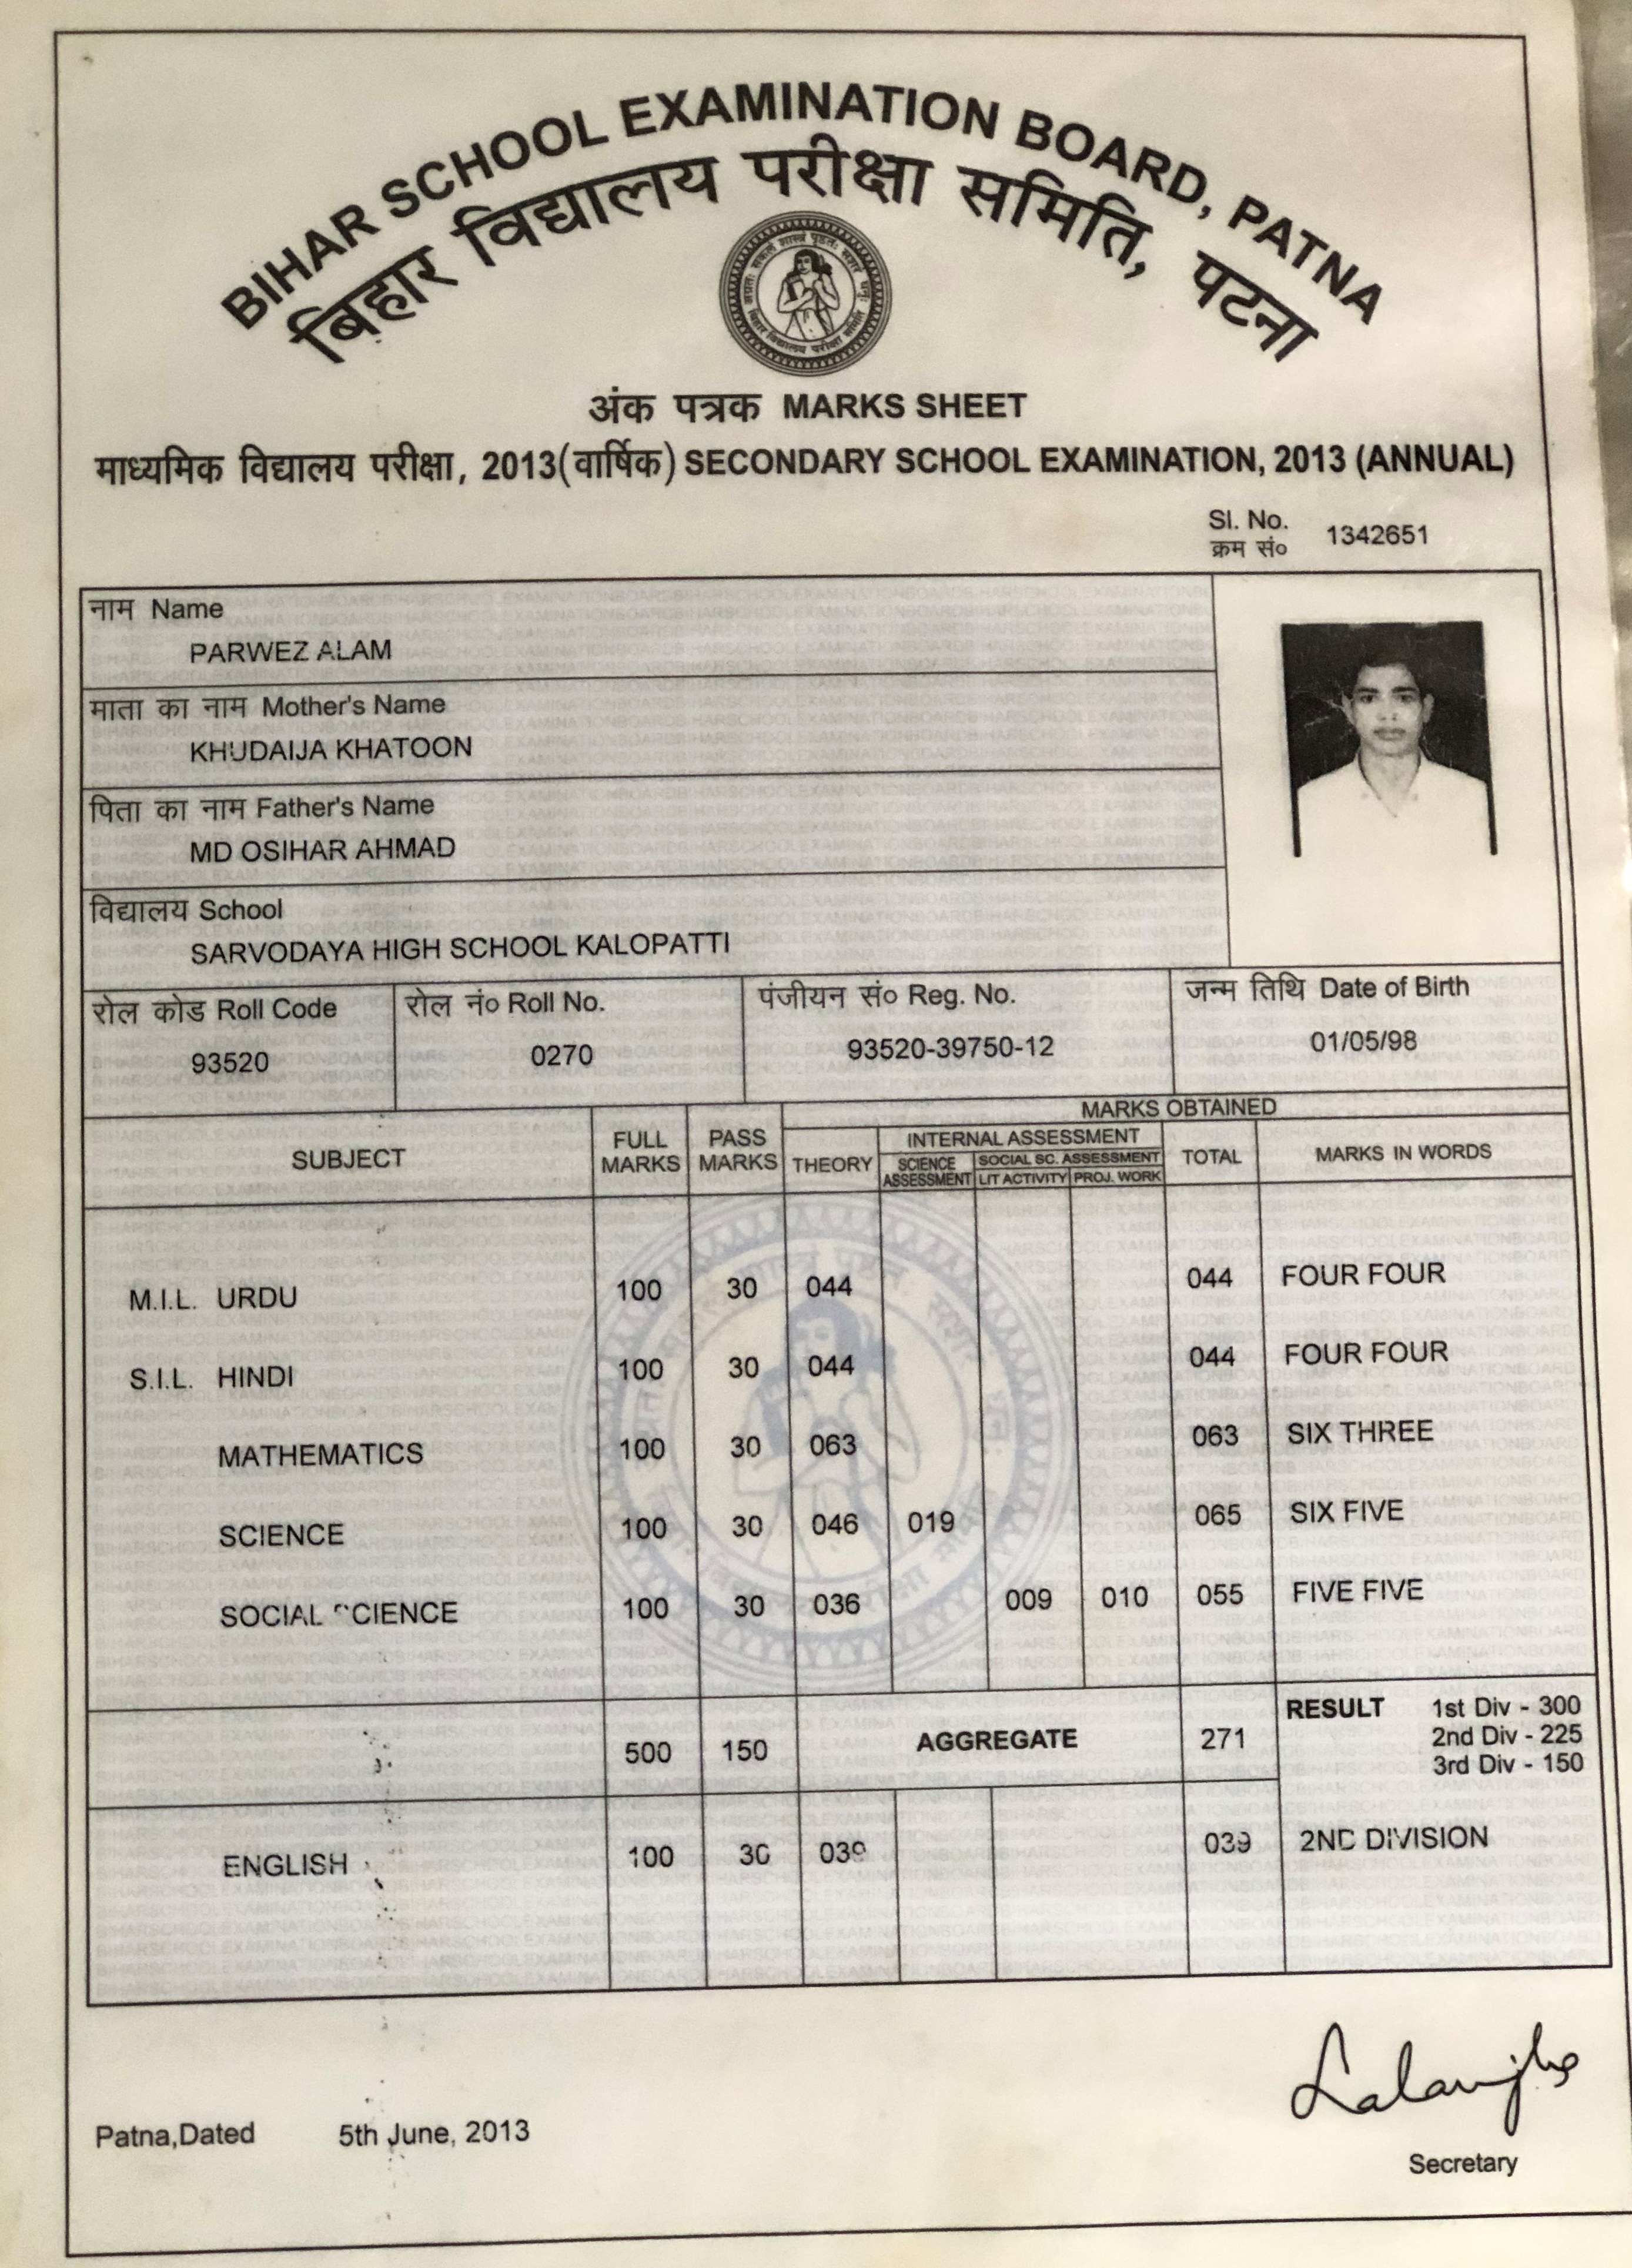 BIHAR SCHOOL EXAMINATION BOARD, PATNA
बिहार विद्यालय परीक्षा समिति, पटना
अंक पत्रक MARKS SHEET
माध्यमिक विद्यालय परीक्षा, 2013(वार्षिक) SECONDARY SCHOOL EXAMINATION, 2013 (ANNUAL)
Sl. No.
क्रम सं० 1342651
नाम Name
PARWEZ ALAM
माता का नाम Mother's Name
KHUDAIJA KHATOON
पिता का नाम Father's Name
MD OSIHAR AHMAD
विद्यालय School
SARVODAYA HIGH SCHOOL KALOPATTI
रोल कोड Roll Code रोल नं० Roll No. पंजीयन सं० Reg. No. जन्म तिथि Date of Birth
93520 0270 93520-39750-12 01/05/98
MARKS OBTAINED
SUBJECT FULL MARKS PASS MARKS THEORY INTERNAL ASSESSMENT TOTAL MARKS IN WORDS
SCIENCE ASSESSMENT SOCIAL SC. ASSESSMENT
LIT ACTIVITY PROJ. WORK
M.I.L. URDU 100 30 044 044 FOUR FOUR
S.I.L. HINDI 100 30 044 044 FOUR FOUR
MATHEMATICS 100 30 063 063 SIX THREE
SCIENCE 100 30 046 019 065 SIX FIVE
SOCIAL SCIENCE 100 30 036 009 010 055 FIVE FIVE
500 150 AGGREGATE 271 RESULT 1st Div - 300
2nd Div - 225
3rd Div - 150
ENGLISH 100 30 039 039 2ND DIVISION
Patna,Dated 5th June, 2013
Secretary